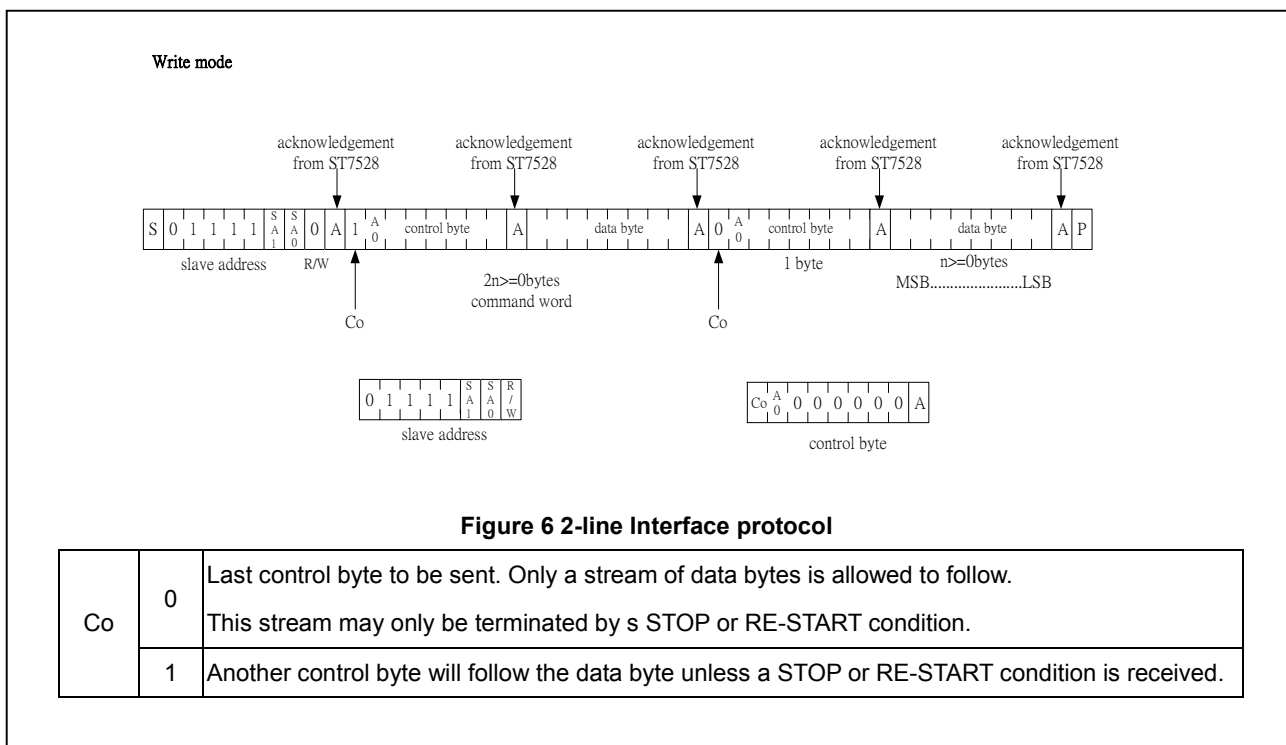 Write mode
acknowledgement acknowledgement acknowledgement acknowledgement acknowledgement
from ST7528 from ST7528 from ST7528 from ST7528 from ST7528
S 0 1 1 1 1 SA1 SA0 0 A 1 A0 control byte A data byte A 0 A0 control byte A data byte A P
slave address R/W 1 byte n>=0bytes
2n>=0bytes MSB.......................LSB
command word
Co Co
0 1 1 1 1 SA1 SA0 R/W Co A0 0 0 0 0 0 0 A
slave address control byte
Figure 6 2-line Interface protocol
Co 0 Last control byte to be sent. Only a stream of data bytes is allowed to follow.
This stream may only be terminated by s STOP or RE-START condition.
1 Another control byte will follow the data byte unless a STOP or RE-START condition is received.